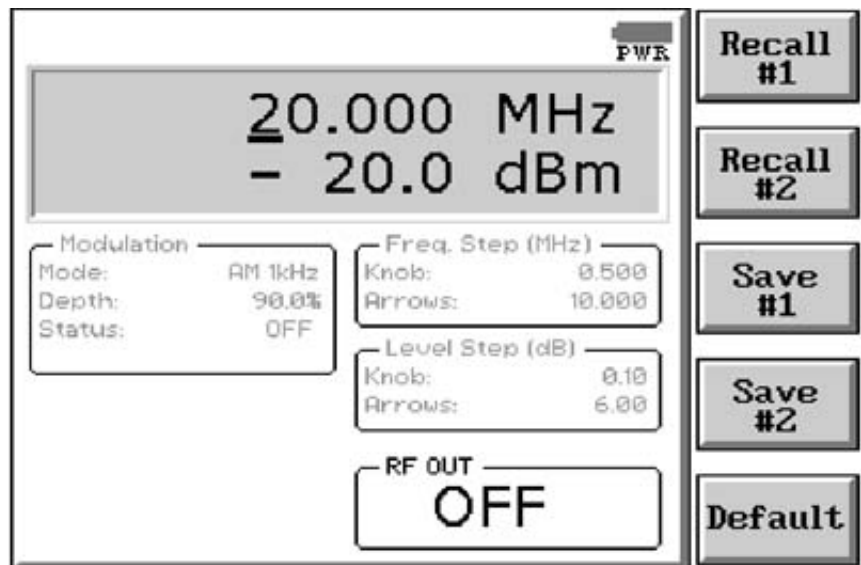 PWR
20.000 MHz
- 20.0 dBm
Modulation
Mode: AM 1kHz
Depth: 90.0%
Status: OFF
Freq. Step (MHz)
Knob: 0.500
Arrows: 10.000
Level Step (dB)
Knob: 0.10
Arrows: 6.00
RF OUT
OFF
Recall
#1
Recall
#2
Save
#1
Save
#2
Default